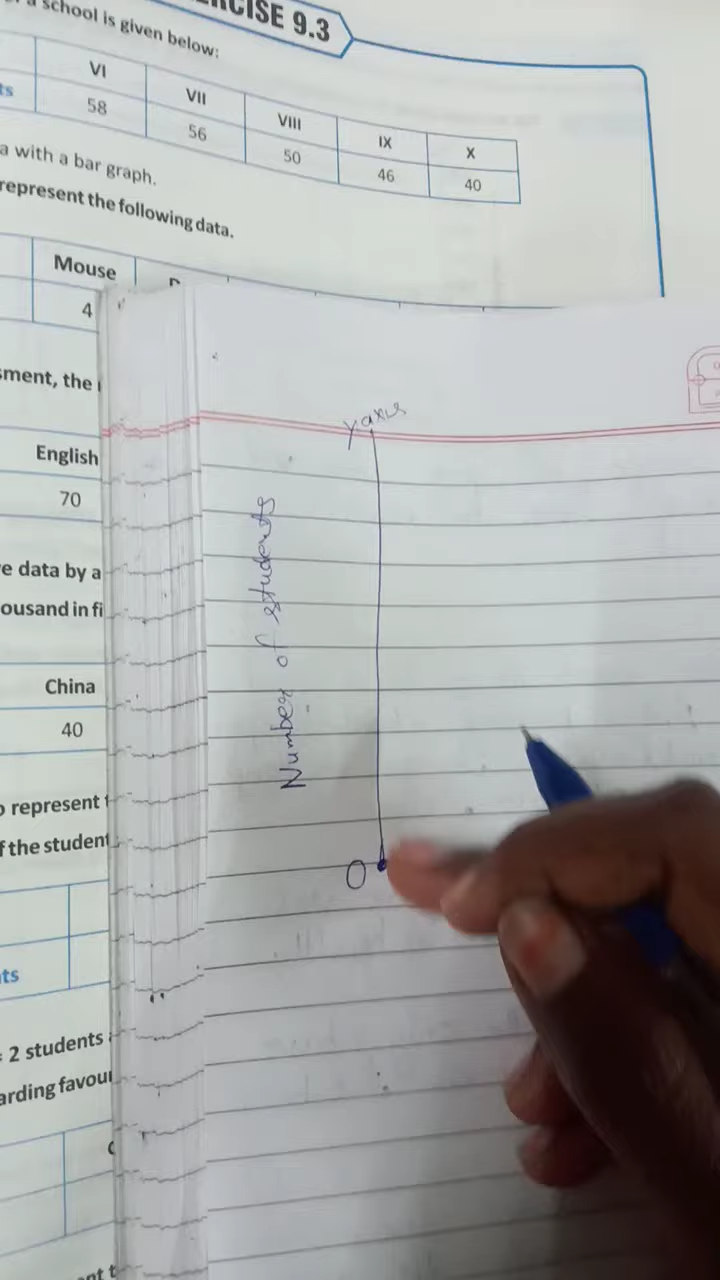 EXERCISE 9.3
a school is given below:
VI VII VIII IX X
ts 58 56 50 46 40
a with a bar graph.
represent the following data.
Mouse
4
sment, the
English
70
e data by a
ousand in fi
China
40
represent
f the student
ts
= 2 students
arding favou
Y axis
Number of students
O